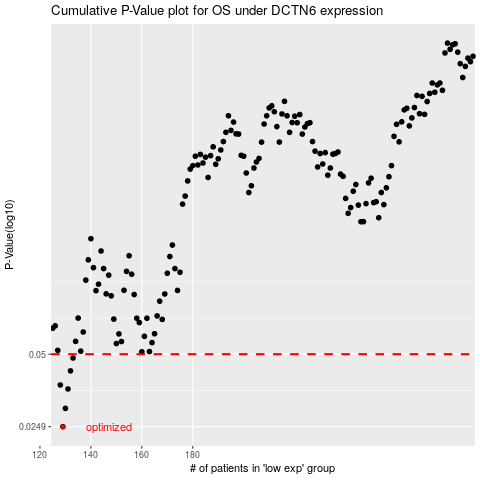 Cumulative P-Value plot for OS under DCTN6 expression
P-Value(log10)
0.05
0.0249
optimized
120 140 160 180
# of patients in 'low exp' group